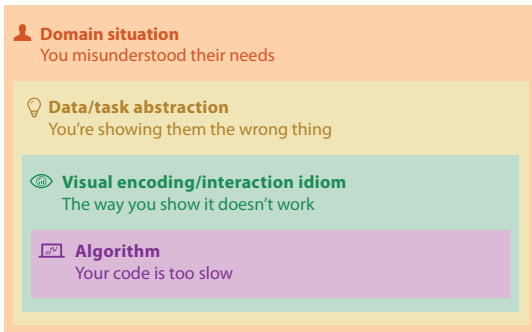 Domain situation
You misunderstood their needs
Data/task abstraction
You’re showing them the wrong thing
Visual encoding/interaction idiom
The way you show it doesn’t work
Algorithm
Your code is too slow